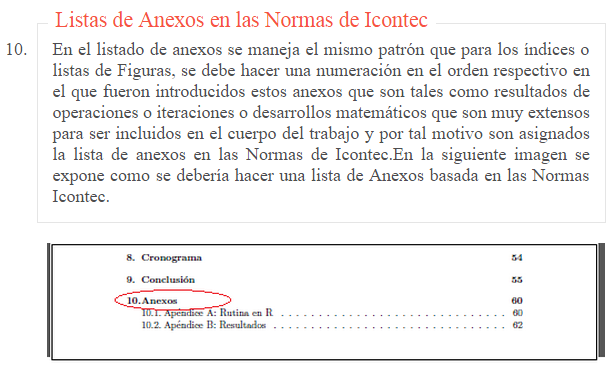 Listas de Anexos en las Normas de Icontec
10. En el listado de anexos se maneja el mismo patrón que para los índices o
listas de Figuras, se debe hacer una numeración en el orden respectivo en
el que fueron introducidos estos anexos que son tales como resultados de
operaciones o iteraciones o desarrollos matemáticos que son muy extensos
para ser incluidos en el cuerpo del trabajo y por tal motivo son asignados
la lista de anexos en las Normas de Icontec.En la siguiente imagen se
expone como se debería hacer una lista de Anexos basada en las Normas
Icontec.
8. Cronograma 54
9. Conclusión 55
10. Anexos 60
10.1. Apéndice A: Rutina en R . . . . . . . . . . . . . . . . . . . . . . . . . . . . . . . 60
10.2. Apéndice B: Resultados . . . . . . . . . . . . . . . . . . . . . . . . . . . . . . . . 62